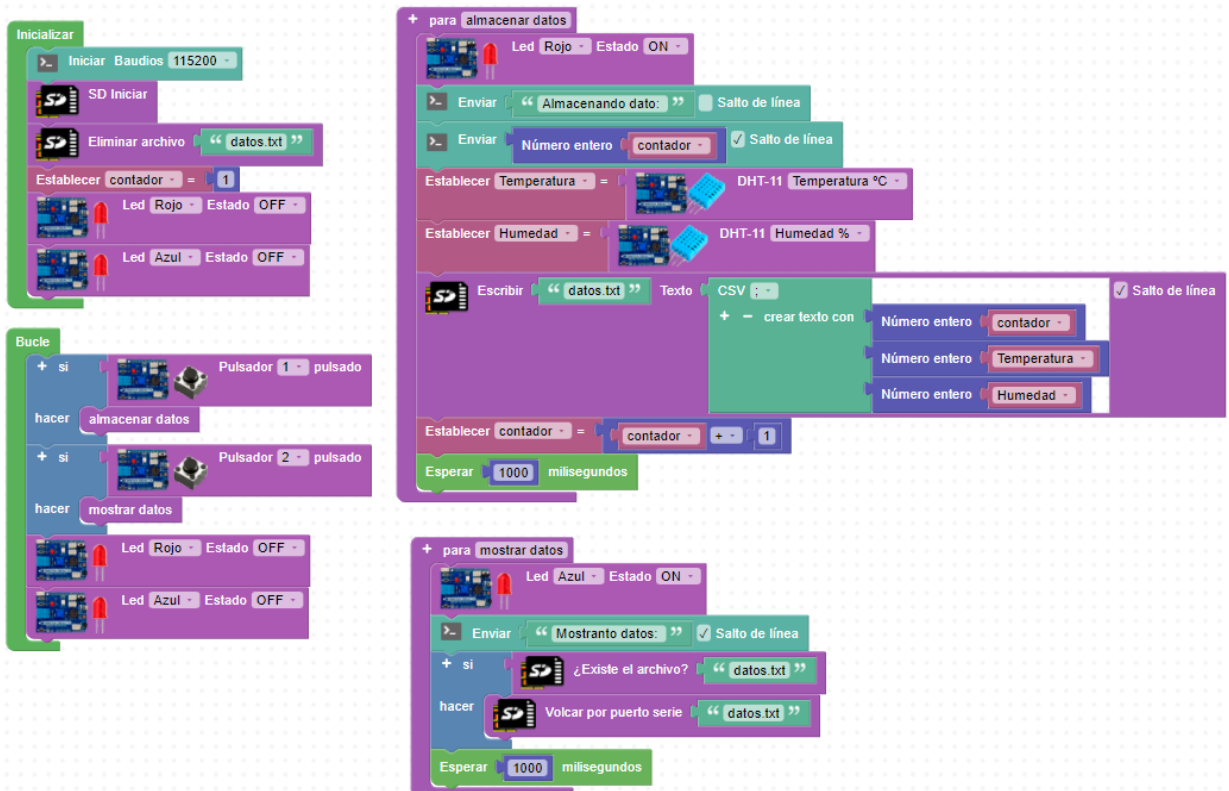 Inicializar
Iniciar Baudios 115200
SD SD Iniciar
SD Eliminar archivo “ datos.txt ”
Establecer contador = 1
Led Rojo Estado OFF
Led Azul Estado OFF
Bucle
+ si Pulsador 1 pulsado
hacer almacenar datos
+ si Pulsador 2 pulsado
hacer mostrar datos
Led Rojo Estado OFF
Led Azul Estado OFF
+ para almacenar datos
Led Rojo Estado ON
Enviar “ Almacenando dato: ” Salto de línea
Enviar Número entero contador Salto de línea
Establecer Temperatura = DHT-11 Temperatura ºC
Establecer Humedad = DHT-11 Humedad %
SD Escribir “ datos.txt ” Texto CSV ; Salto de línea
+ − crear texto con Número entero contador
Número entero Temperatura
Número entero Humedad
Establecer contador = contador + 1
Esperar 1000 milisegundos
+ para mostrar datos
Led Azul Estado ON
Enviar “ Mostranto datos: ” Salto de línea
+ si SD ¿Existe el archivo? “ datos.txt ”
hacer SD Volcar por puerto serie “ datos.txt ”
Esperar 1000 milisegundos